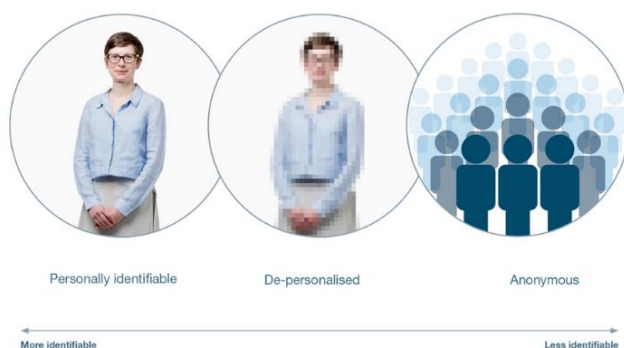 Personally identifiable
De-personalised
Anonymous
More identifiable
Less identifiable